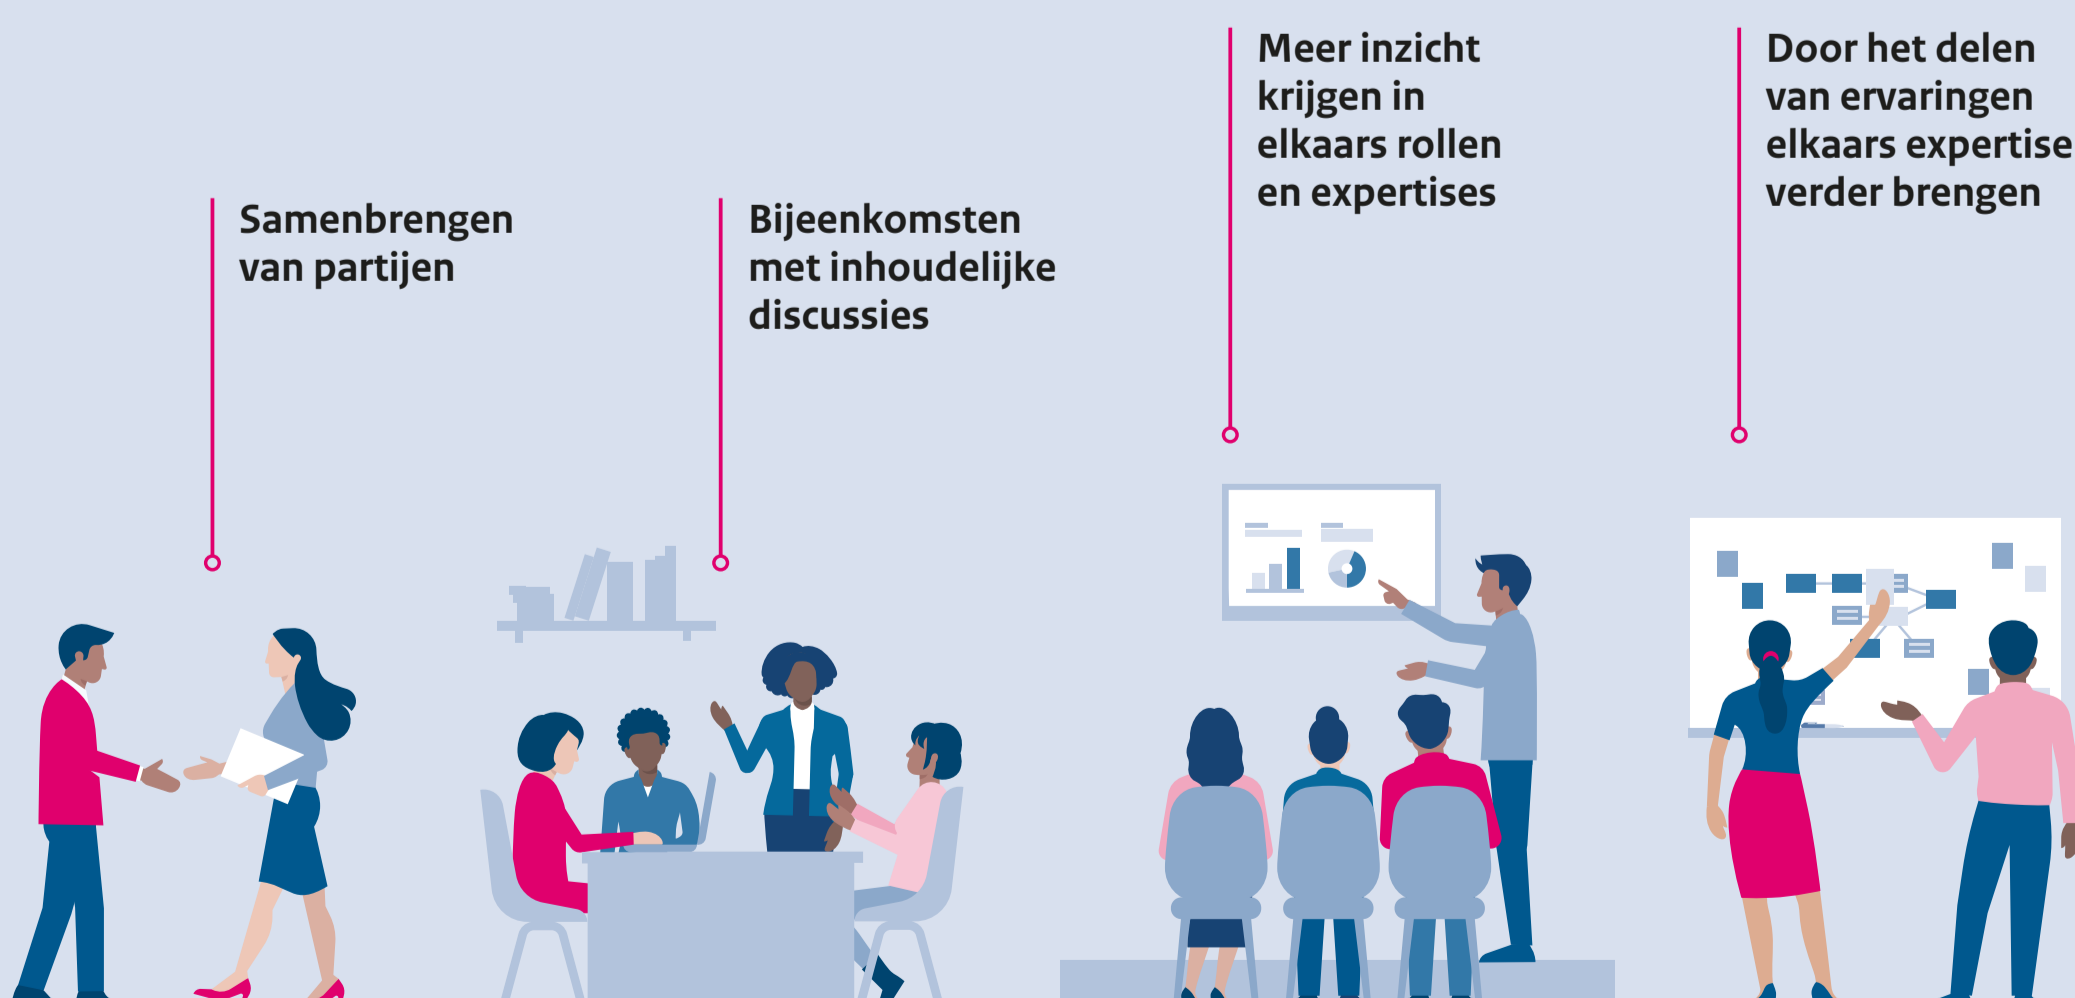 Samenbrengen
van partijen
Bijeenkomsten
met inhoudelijke
discussies
Meer inzicht
krijgen in
elkaars rollen
en expertises
Door het delen
van ervaringen
elkaars expertise
verder brengen